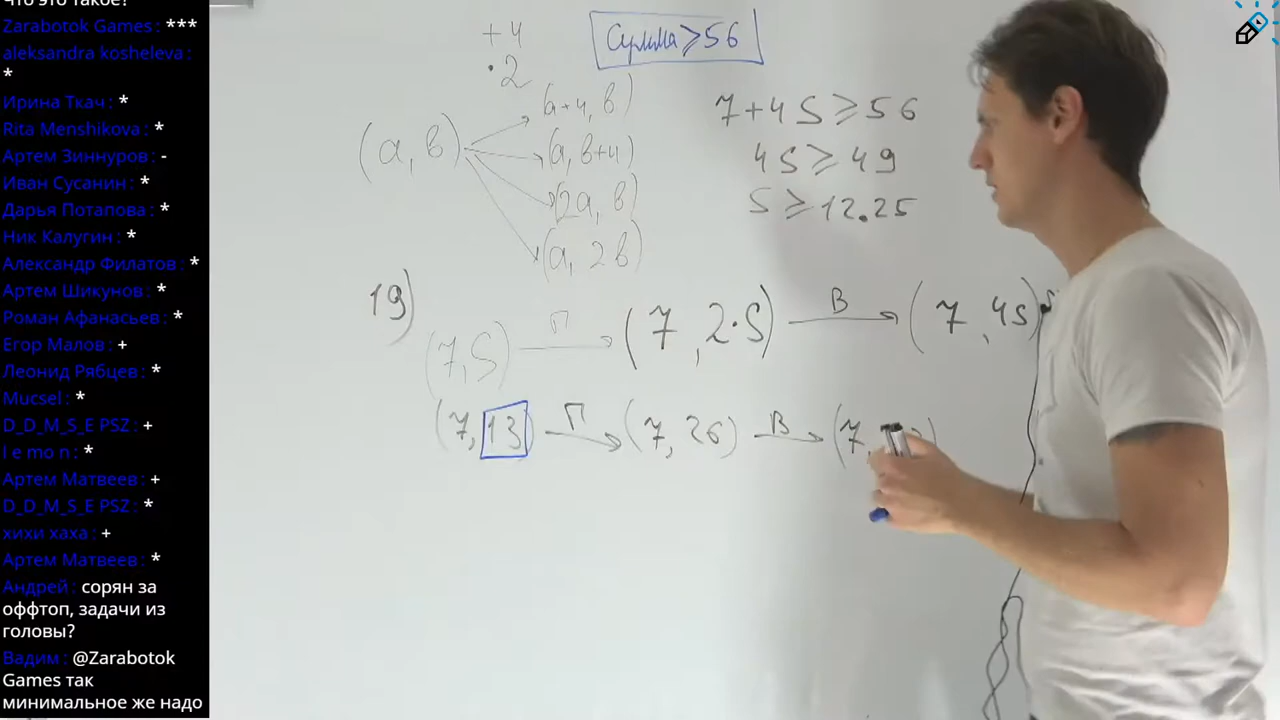 что это такое?
Zarabotok Games : ***
aleksandra kosheleva :
*
Ирина Ткач : *
Rita Menshikova : *
Артем Зиннуров : -
Иван Сусанин : *
Дарья Потапова : *
Ник Калугин : *
Александр Филатов : *
Артем Шикунов : *
Роман Афанасьев : *
Егор Малов : +
Леонид Рябцев : *
Mucsel : *
D_D_M_S_E PSZ : +
l e m o n : *
Артем Матвеев : +
D_D_M_S_E PSZ : *
хихи хаха : +
Артем Матвеев : *
Андрей : сорян за
оффтоп, задачи из
головы?
Вадим : @Zarabotok
Games так
минимальное же надо
+4
·2
Сумма ≥ 56
(a, b)
(a+4, b)
(a, b+4)
(2a, b)
(a, 2b)
7+4S ≥ 56
4S ≥ 49
S ≥ 12.25
19)
(7, S) П (7, 2·S) В (7, 4S)
(7, 13) П (7, 26) В (7,